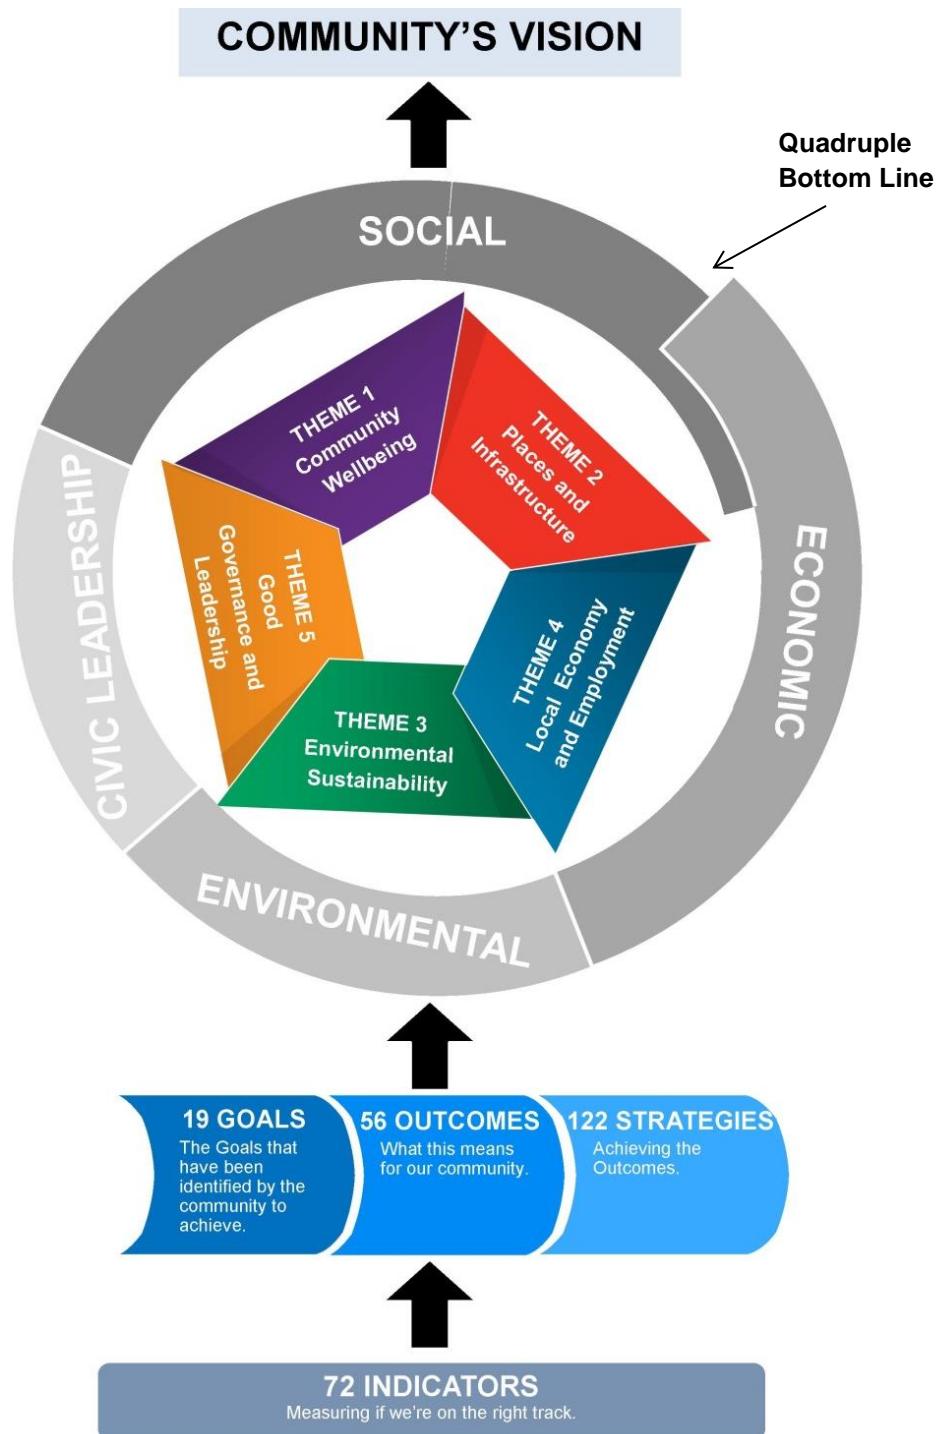 COMMUNITY'S VISION
Quadruple
Bottom Line
SOCIAL
ECONOMIC
ENVIRONMENTAL
CIVIC LEADERSHIP
THEME 1
Community
Wellbeing
THEME 2
Places and
Infrastructure
THEME 4
Local Economy
and Employment
THEME 3
Environmental
Sustainability
THEME 5
Good
Governance and
Leadership
19 GOALS
The Goals that
have been
identified by the
community to
achieve.
56 OUTCOMES
What this means
for our community.
122 STRATEGIES
Achieving the
Outcomes.
72 INDICATORS
Measuring if we're on the right track.